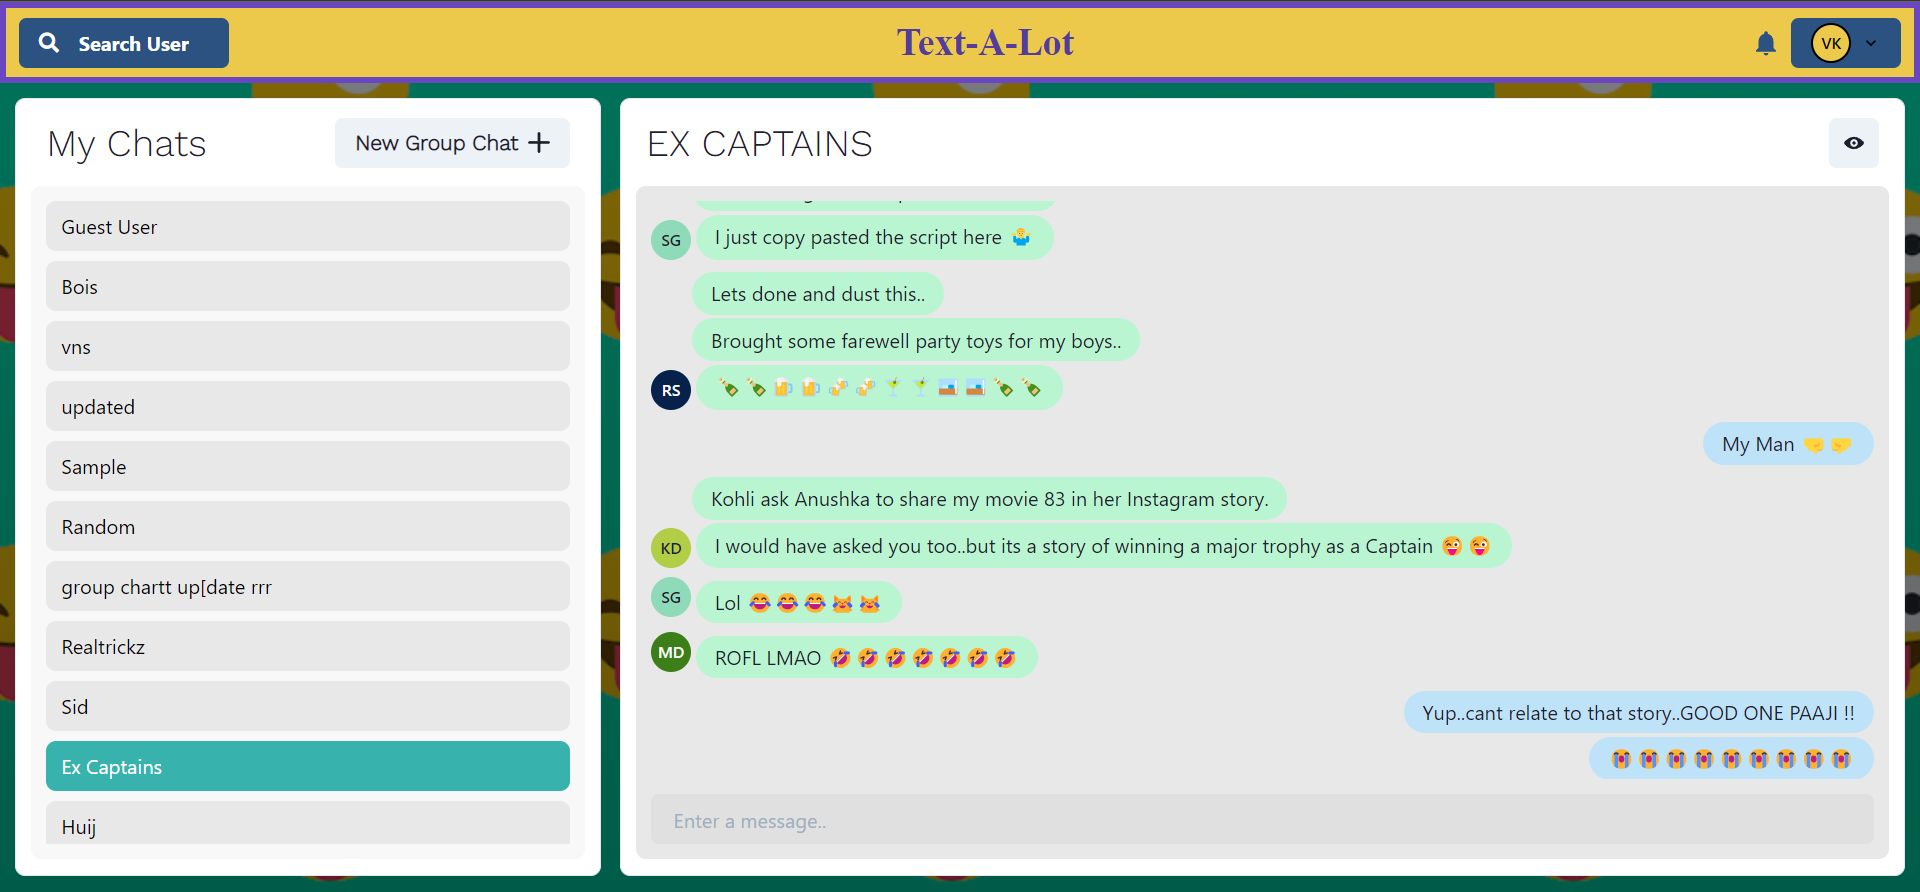 Search User
Text-A-Lot
VK
My Chats
New Group Chat
Guest User
Bois
vns
updated
Sample
Random
group chartt up[date rrr
Realtrickz
Sid
Ex Captains
Huij
EX CAPTAINS
SG
I just copy pasted the script here 🤷‍♂️
Lets done and dust this..
Brought some farewell party toys for my boys..
RS
🍾🍾🍺🍺🍻🍻🍸🍸🏜️🏜️🍾🍾
My Man 🤜🤛
Kohli ask Anushka to share my movie 83 in her Instagram story.
KD
I would have asked you too..but its a story of winning a major trophy as a Captain 😜😜
SG
Lol 😂😂😂😹😹
MD
ROFL LMAO 🤣🤣🤣🤣🤣🤣🤣
Yup..cant relate to that story..GOOD ONE PAAJI !!
😭😭😭😭😭😭😭😭😭
Enter a message..